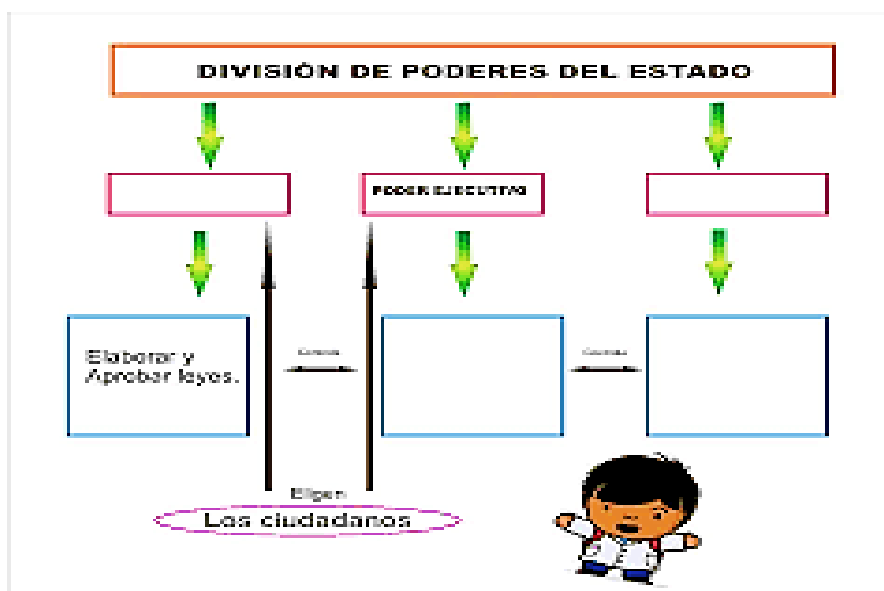 DIVISIÓN DE PODERES DEL ESTADO
PODER EJECUTIVO
Elaborar y
Aprobar leyes.
Eligen
Los ciudadanos